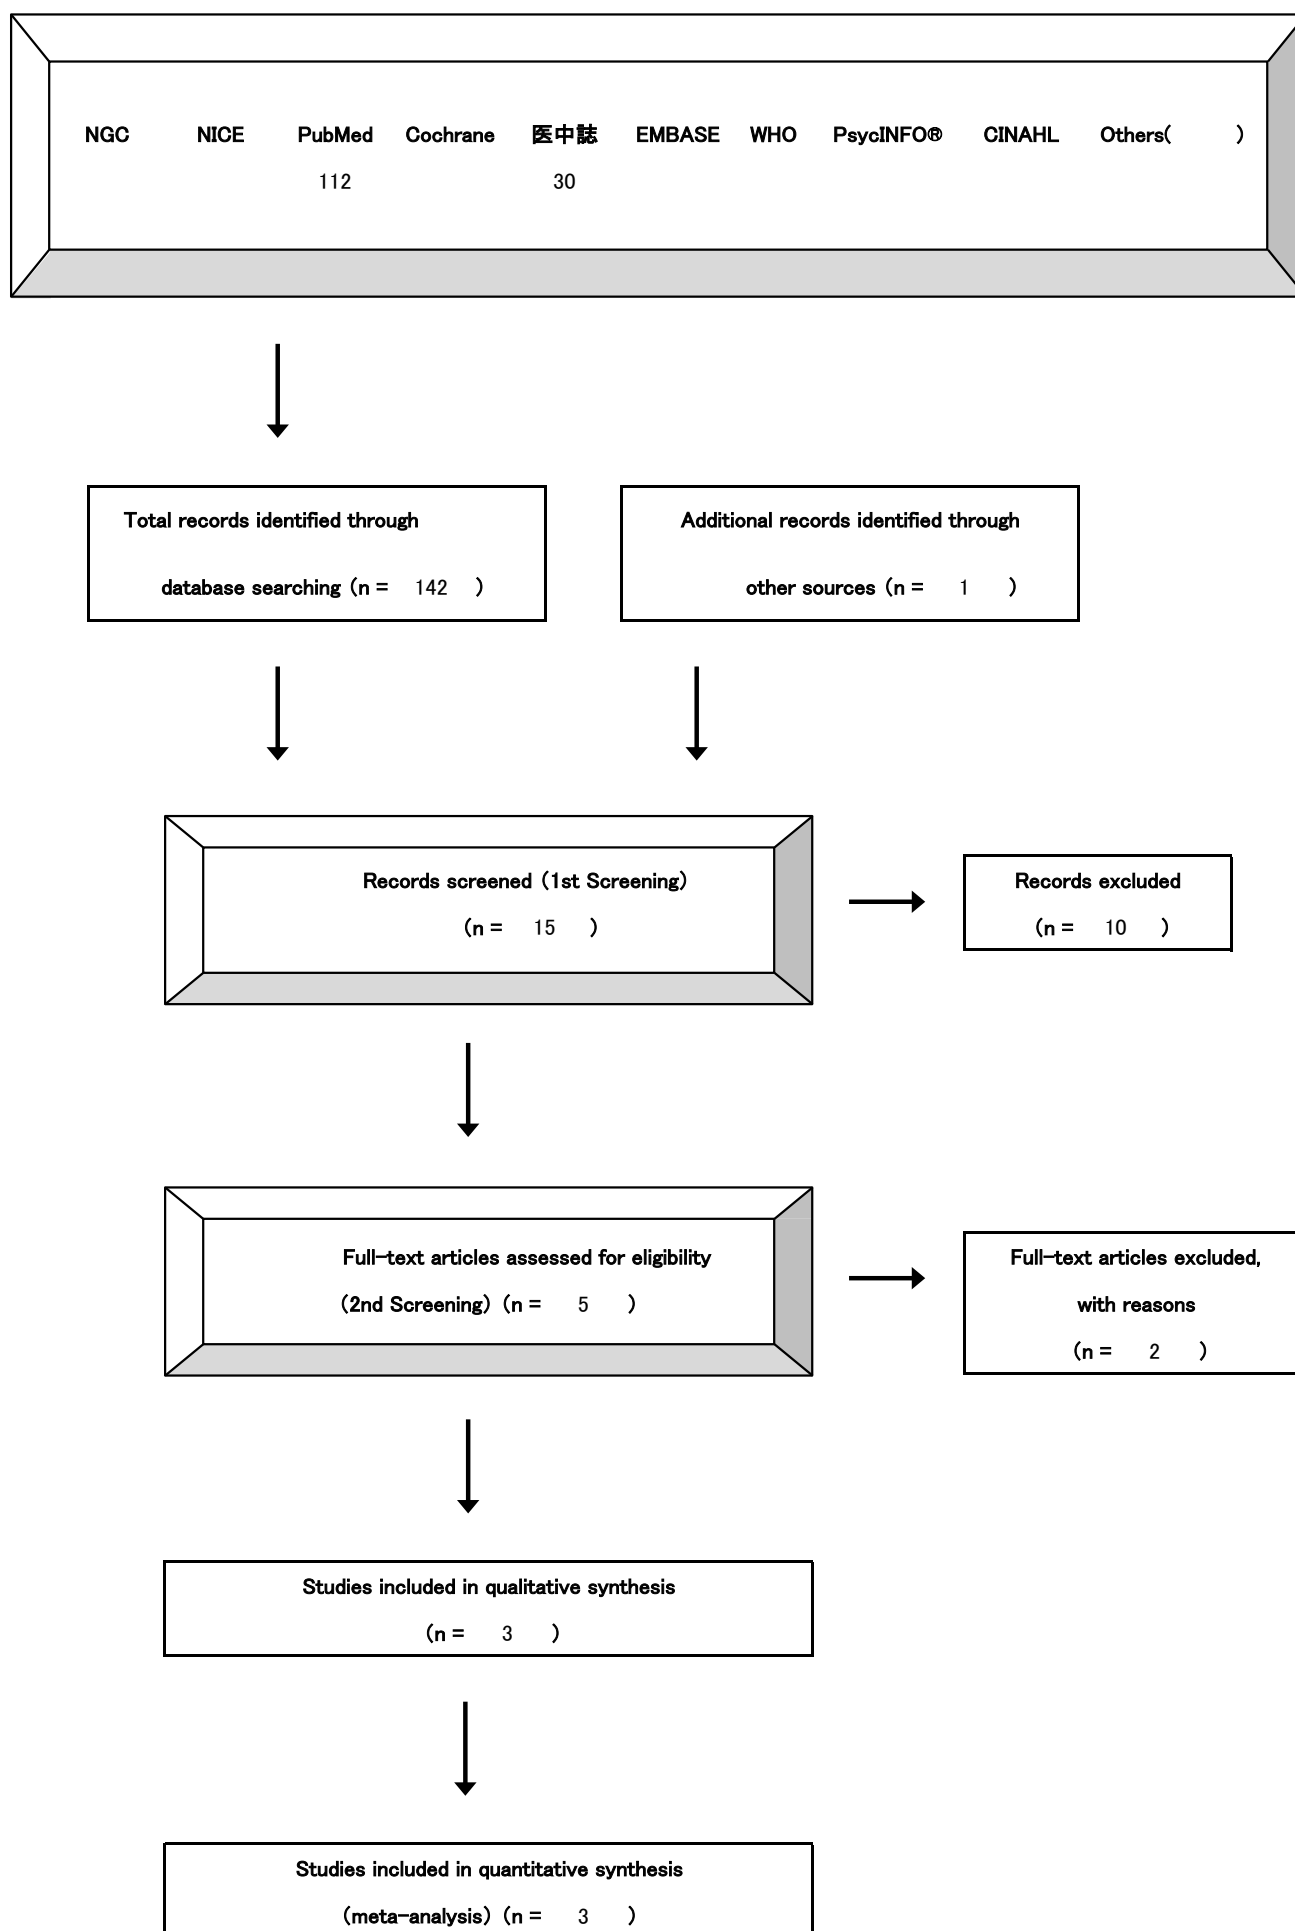 NGC NICE PubMed Cochrane 医中誌 EMBASE WHO PsycINFO® CINAHL Others( )
112 30
Total records identified through
database searching (n = 142 )
Additional records identified through
other sources (n = 1 )
Records screened (1st Screening)
(n = 15 )
Records excluded
(n = 10 )
Full-text articles assessed for eligibility
(2nd Screening) (n = 5 )
Full-text articles excluded,
with reasons
(n = 2 )
Studies included in qualitative synthesis
(n = 3 )
Studies included in quantitative synthesis
(meta-analysis) (n = 3 )